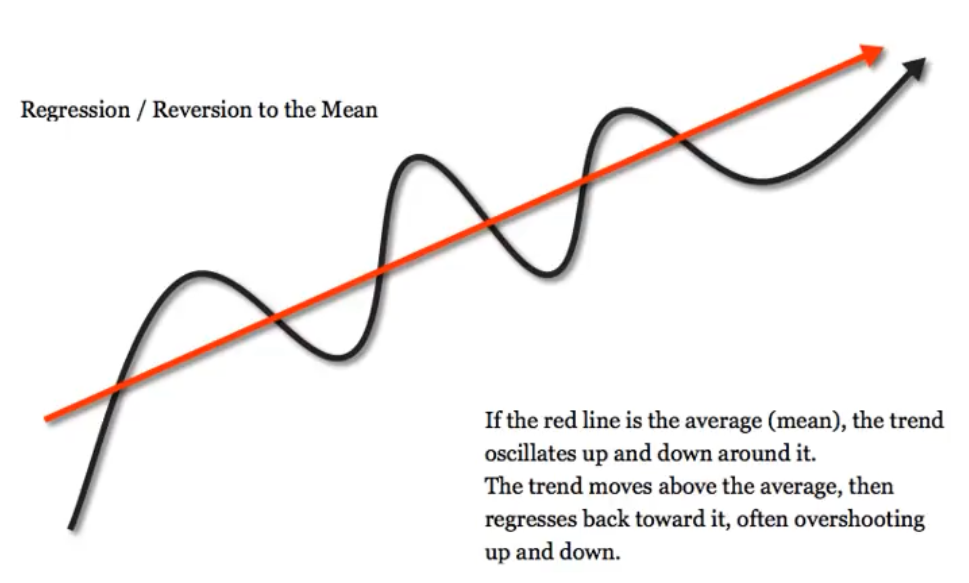 Regression / Reversion to the Mean
If the red line is the average (mean), the trend
oscillates up and down around it.
The trend moves above the average, then
regresses back toward it, often overshooting
up and down.